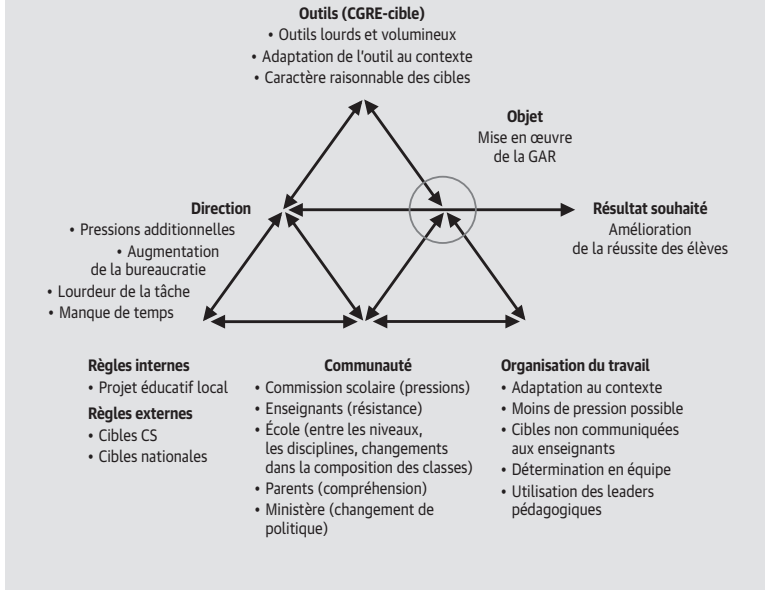 Outils (CGRE-cible)
• Outils lourds et volumineux
• Adaptation de l'outil au contexte
• Caractère raisonnable des cibles
Objet
Mise en œuvre
de la GAR
Direction
• Pressions additionnelles
• Augmentation
de la bureaucratie
• Lourdeur de la tâche
• Manque de temps
Résultat souhaité
Amélioration
de la réussite des élèves
Règles internes
• Projet éducatif local
Règles externes
• Cibles CS
• Cibles nationales
Communauté
• Commission scolaire (pressions)
• Enseignants (résistance)
• École (entre les niveaux,
les disciplines, changements
dans la composition des classes)
• Parents (compréhension)
• Ministère (changement de
politique)
Organisation du travail
• Adaptation au contexte
• Moins de pression possible
• Cibles non communiquées
aux enseignants
• Détermination en équipe
• Utilisation des leaders
pédagogiques